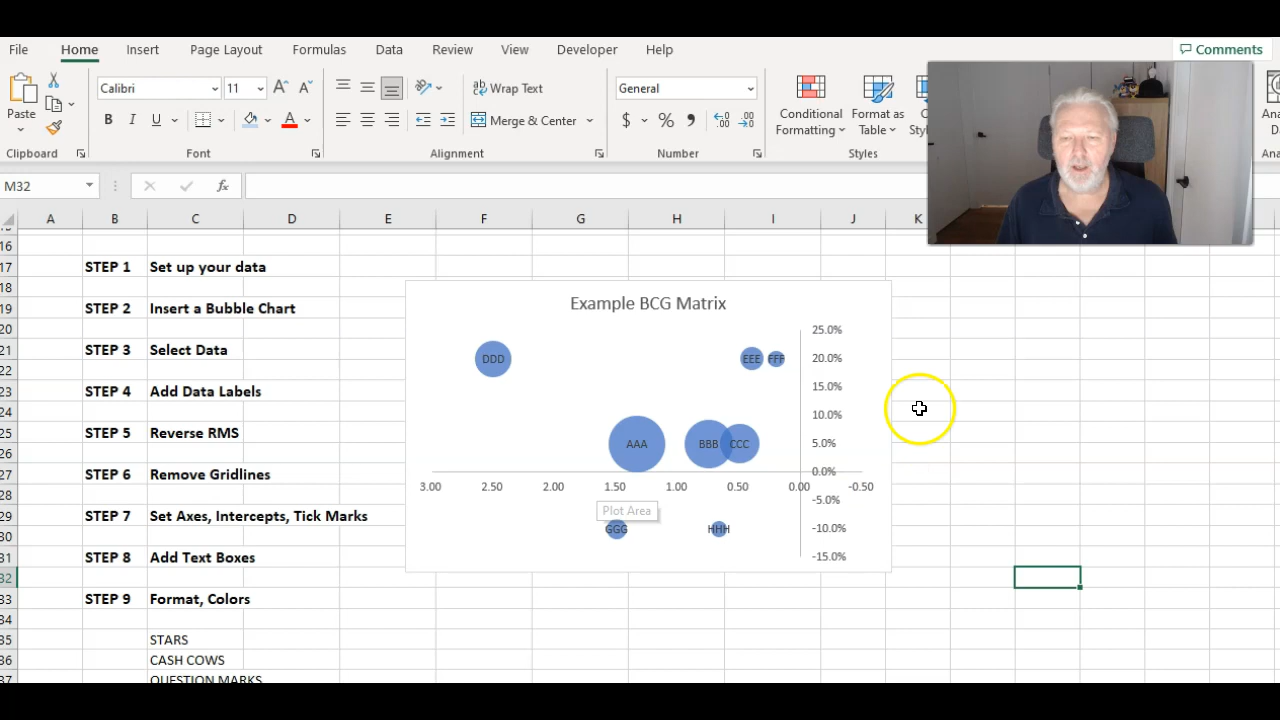 File Home Insert Page Layout Formulas Data Review View Developer Help Comments
Paste Calibri 11 Wrap Text General
B I U Merge & Center $ % Conditional Formatting Format as Table
Clipboard Font Alignment Number Styles
M32 fx
A B C D E F G H I J K
16
17 STEP 1 Set up your data
18
19 STEP 2 Insert a Bubble Chart
20
21 STEP 3 Select Data
22
23 STEP 4 Add Data Labels
24
25 STEP 5 Reverse RMS
26
27 STEP 6 Remove Gridlines
28
29 STEP 7 Set Axes, Intercepts, Tick Marks
30
31 STEP 8 Add Text Boxes
32
33 STEP 9 Format, Colors
34
35 STARS
36 CASH COWS
37 QUESTION MARKS
Example BCG Matrix
25.0%
DDD EEE FFF 20.0%
15.0%
10.0%
AAA BBB CCC 5.0%
0.0%
3.00 2.50 2.00 1.50 1.00 0.50 0.00 -0.50
-5.0%
Plot Area
GGG HHH -10.0%
-15.0%